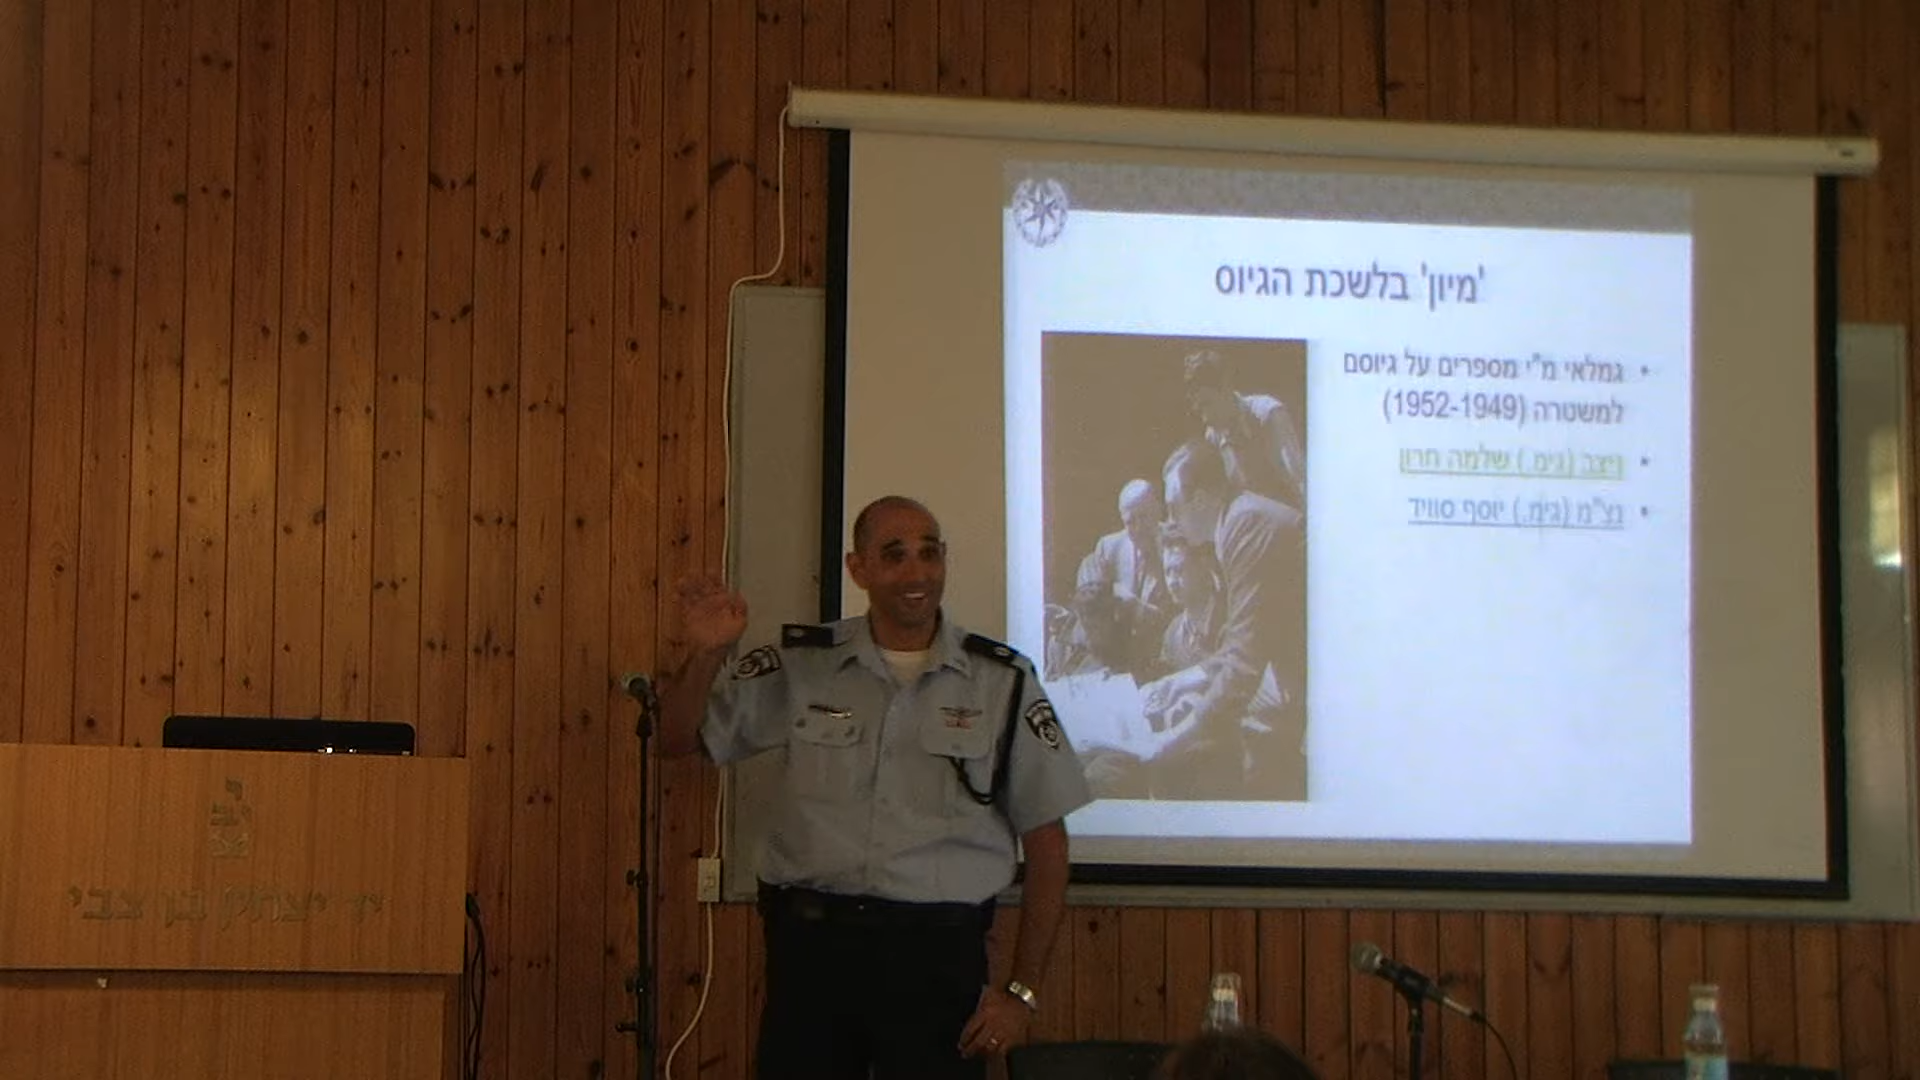 'מיון' בלשכת הגיוס
• גמלאי מ"י מספרים על גיוסם
למשטרה (1952-1949)
• ניצב (גימ.) שלמה חרון
• נצ"מ (גימ.) יוסף סוויד
יד יצחק בן צבי